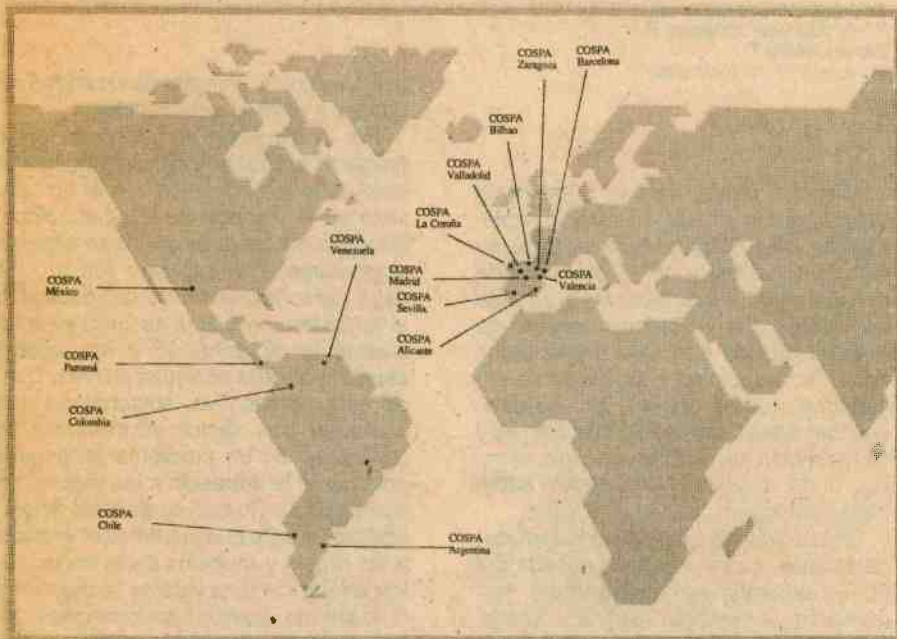 COSPA
Zaragoza
COSPA
Barcelona
COSPA
Bilbao
COSPA
Valladolid
COSPA
La Coruña
COSPA
Venezuela
COSPA
Madrid
COSPA
Valencia
COSPA
México
COSPA
Sevilla
COSPA
Alicante
COSPA
Panamá
COSPA
Colombia
COSPA
Chile
COSPA
Argentina